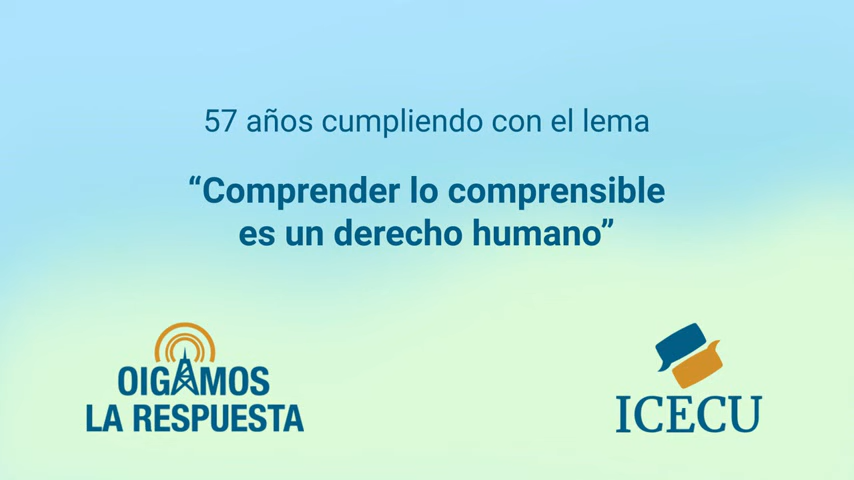 57 años cumpliendo con el lema
“Comprender lo comprensible
es un derecho humano”
OIGAMOS
LA RESPUESTA
ICECU